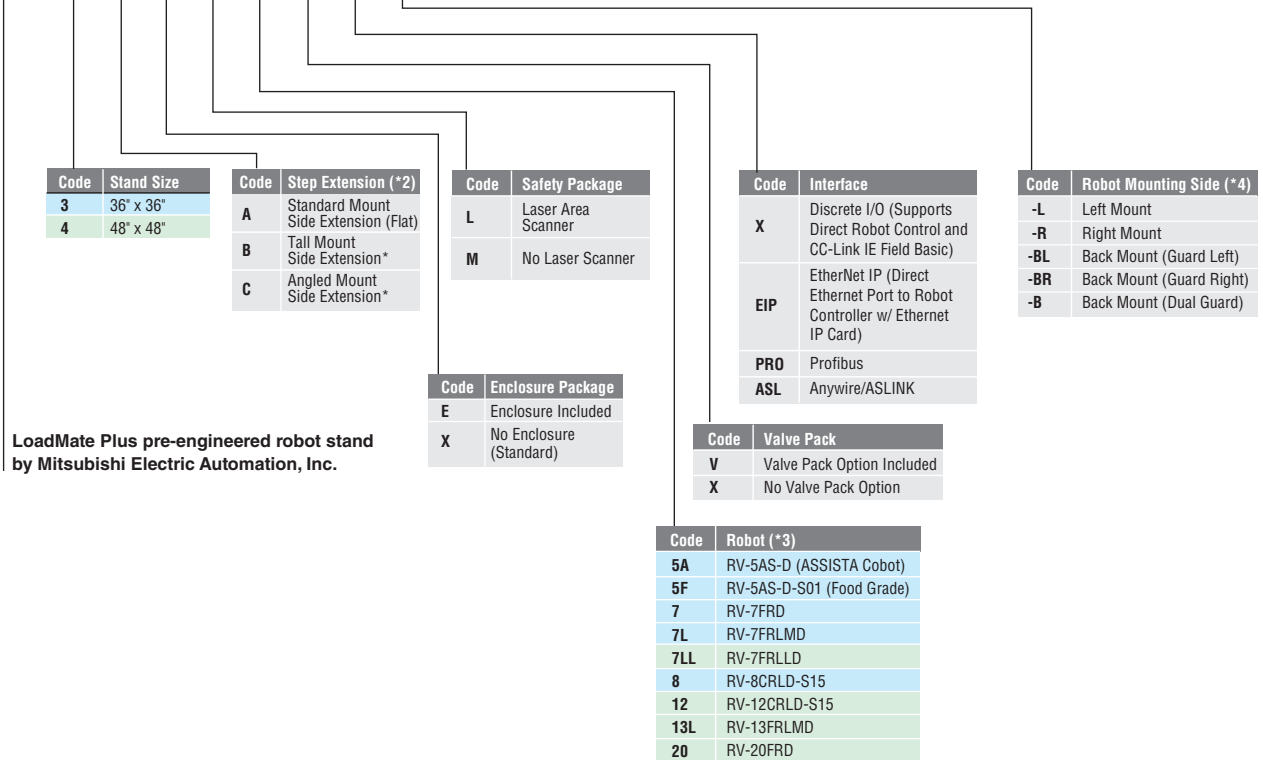 Code Stand Size
3 36" x 36"
4 48" x 48"
Code Step Extension (*2)
A Standard Mount
Side Extension (Flat)
B Tall Mount
Side Extension*
C Angled Mount
Side Extension*
Code Safety Package
L Laser Area
Scanner
M No Laser Scanner
Code Interface
X Discrete I/O (Supports
Direct Robot Control and
CC-Link IE Field Basic)
EIP EtherNet IP (Direct
Ethernet Port to Robot
Controller w/ Ethernet
IP Card)
PRO Profibus
ASL Anywire/ASLINK
Code Robot Mounting Side (*4)
-L Left Mount
-R Right Mount
-BL Back Mount (Guard Left)
-BR Back Mount (Guard Right)
-B Back Mount (Dual Guard)
Code Enclosure Package
E Enclosure Included
X No Enclosure
(Standard)
LoadMate Plus pre-engineered robot stand
by Mitsubishi Electric Automation, Inc.
Code Valve Pack
V Valve Pack Option Included
X No Valve Pack Option
Code Robot (*3)
5A RV-5AS-D (ASSISTA Cobot)
5F RV-5AS-D-S01 (Food Grade)
7 RV-7FRD
7L RV-7FRLMD
7LL RV-7FRLLD
8 RV-8CRLD-S15
12 RV-12CRLD-S15
13L RV-13FRLMD
20 RV-20FRD